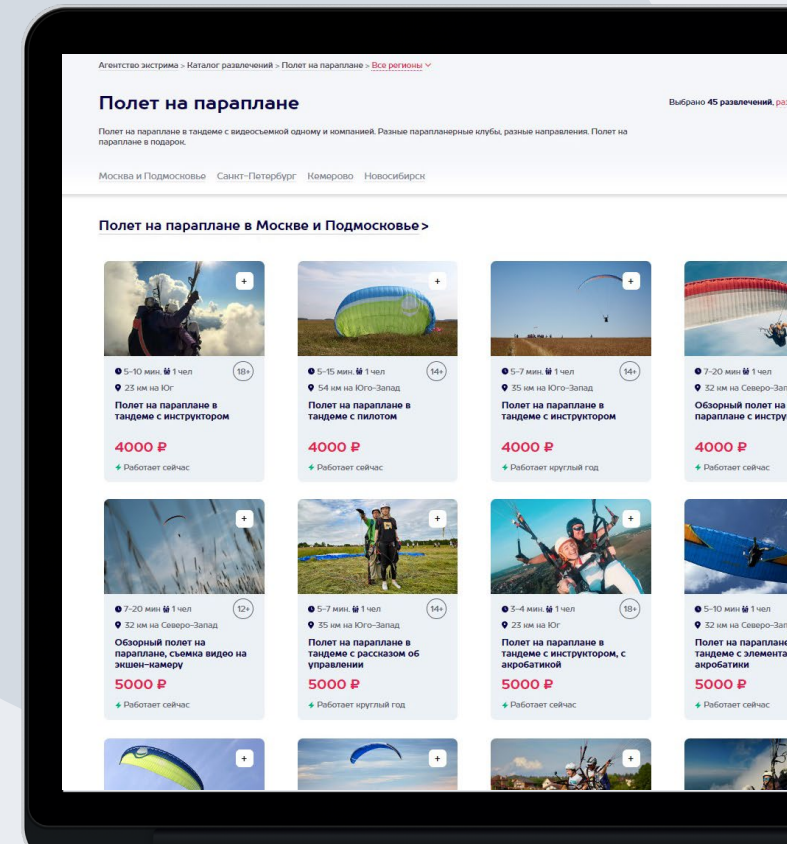 Агентство экстрима > Каталог развлечений > Полет на параплане > Все регионы
Полет на параплане
Выбрано 45 развлечений,
Полет на параплане в тандеме с видеосъемкой одному и компанией. Разные парапланерные клубы, разные направления. Полет на
параплане в подарок.
Москва и Подмосковье Санкт-Петербург Кемерово Новосибирск
Полет на параплане в Москве и Подмосковье >
+ + +
5-10 мин. 1 чел 18+
23 км на Юг
Полет на параплане в
тандеме с инструктором
4000 ₽
Работает сейчас
5-15 мин. 1 чел 14+
54 км на Юго-Запад
Полет на параплане в
тандеме с пилотом
4000 ₽
Работает сейчас
5-7 мин. 1 чел 14+
35 км на Юго-Запад
Полет на параплане в
тандеме с инструктором
4000 ₽
Работает круглый год
7-20 мин 1 чел
32 км на Северо-Зап
Обзорный полет на
параплане с инстру
4000 ₽
Работает сейчас
+ + +
7-20 мин 1 чел 12+
32 км на Северо-Запад
Обзорный полет на
параплане, съемка видео на
экшен-камеру
5000 ₽
Работает сейчас
5-7 мин. 1 чел 14+
35 км на Юго-Запад
Полет на параплане в
тандеме с рассказом об
управлении
5000 ₽
Работает круглый год
3-4 мин. 1 чел 18+
23 км на Юг
Полет на параплане в
тандеме с инструктором, с
акробатикой
5000 ₽
Работает сейчас
5-10 мин 1 чел
32 км на Северо-Зап
Полет на параплане
тандеме с элемента
акробатики
5000 ₽
Работает сейчас
+ + +